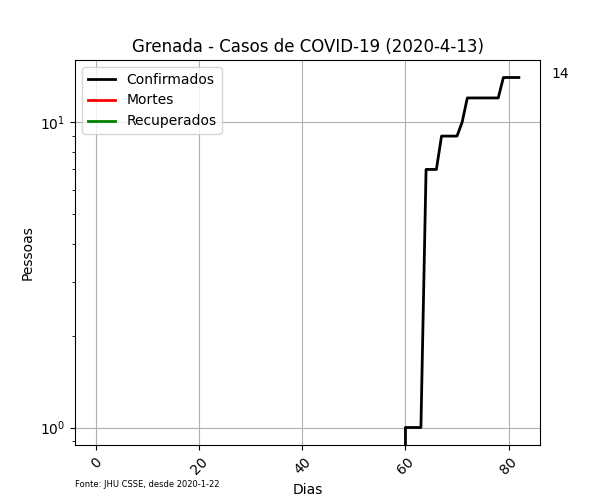 Grenada - Casos de COVID-19 (2020-4-13)
Confirmados
Mortes
Recuperados
14
10¹
10⁰
Pessoas
0
20
40
60
80
Dias
Fonte: JHU CSSE, desde 2020-1-22